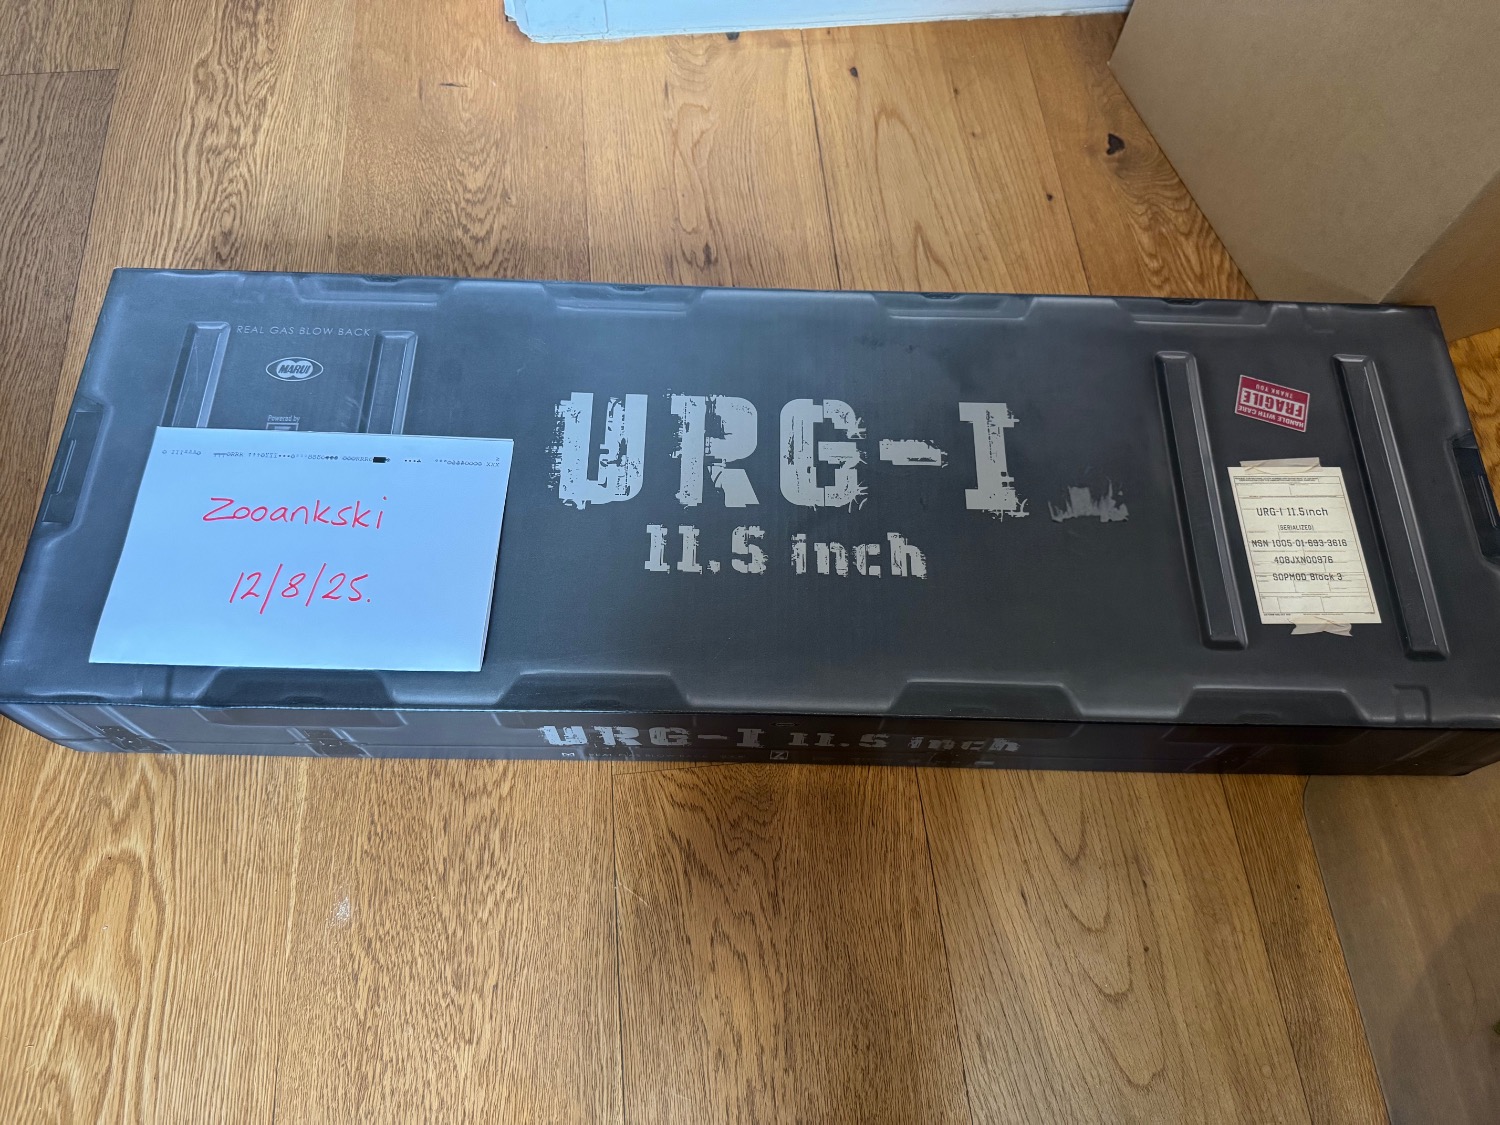 REAL GAS BLOW BACK
MARUI
Powered by
Zooankski
12/8/25.
URG-I
11.5 inch
HANDLE WITH CARE
FRAGILE
THANK YOU
URG-I 11.5inch
(SERIALIZED)
NSN 1005-01-693-3616
408JXN00976
SOPMOD Block 3
URG-I 11.5 inch